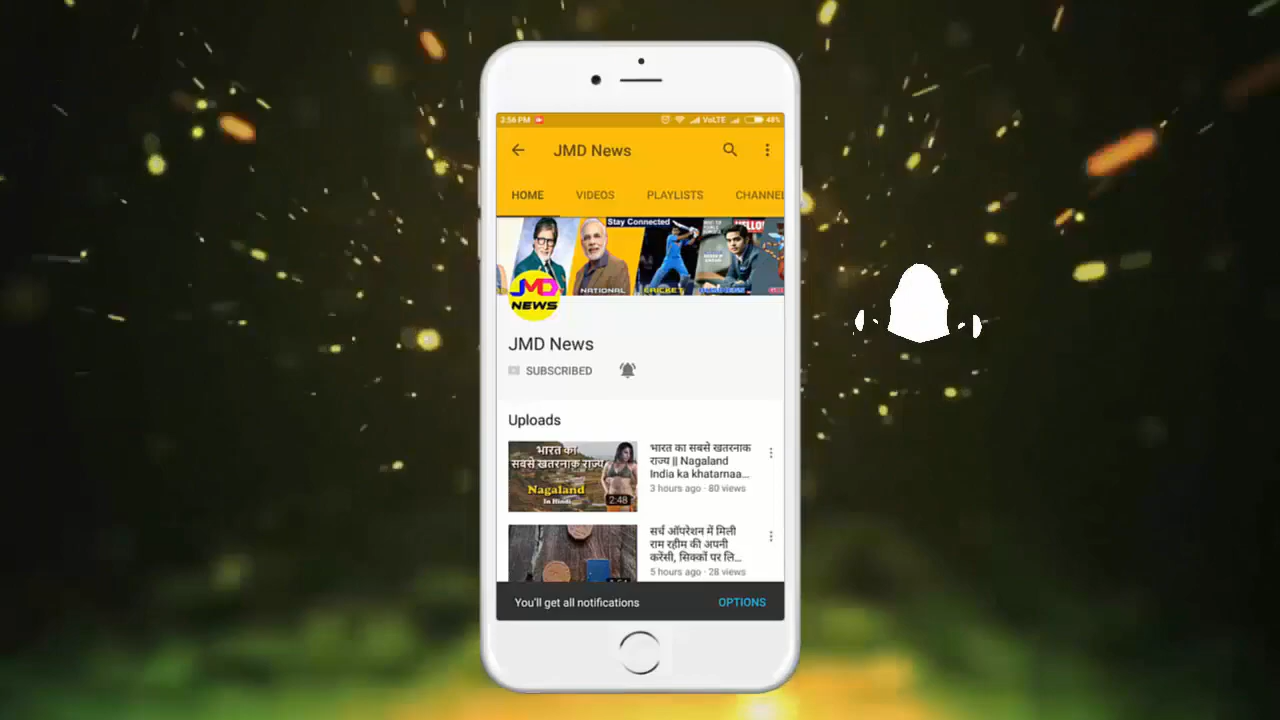 2:56 PM
VoLTE
48%
JMD News
HOME
VIDEOS
PLAYLISTS
CHANNEL
Stay Connected
HELLO!
NATIONAL
CRICKET
JMD
NEWS
JMD News
SUBSCRIBED
Uploads
भारत का
सबसे खतरनाक राज्य
Nagaland
In Hindi
2:48
भारत का सबसे खतरनाक
राज्य || Nagaland
India ka khatarnaa...
3 hours ago · 80 views
सर्च ऑपरेशन में मिली
राम रहीम की अपनी
करेंसी, सिक्कों पर लि...
5 hours ago · 28 views
You'll get all notifications
OPTIONS